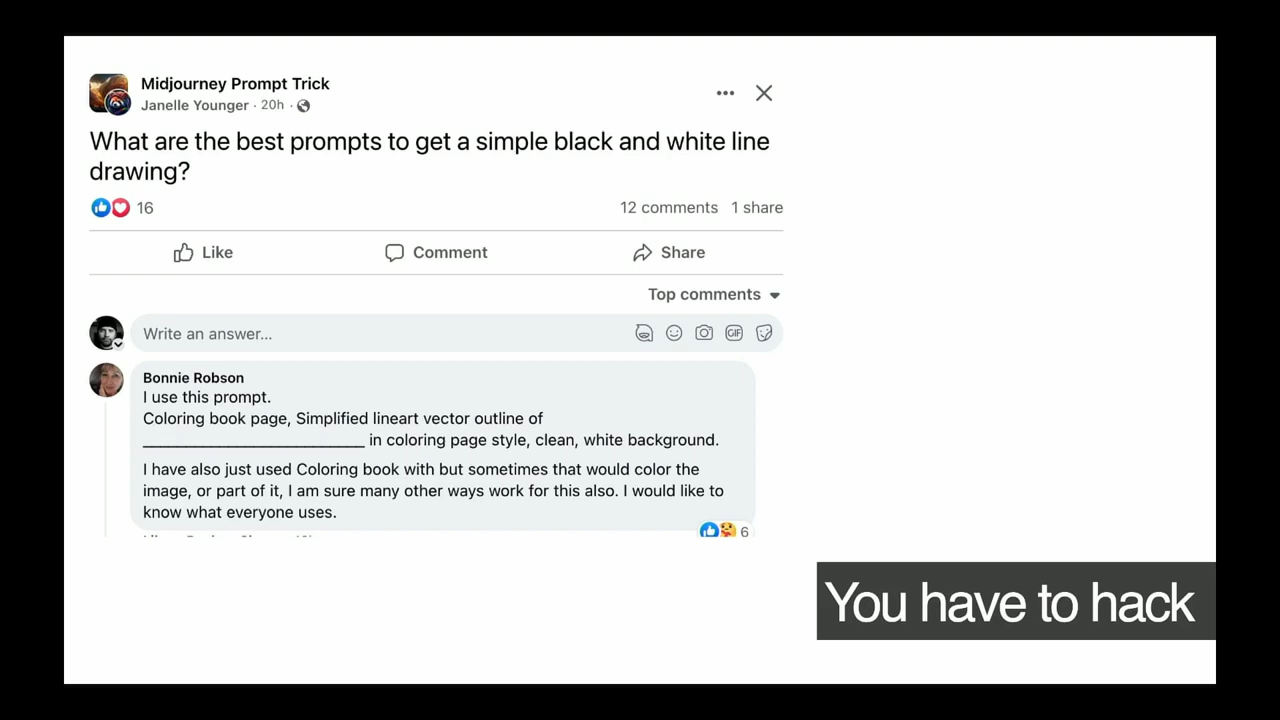 Midjourney Prompt Trick
Janelle Younger · 20h ·
What are the best prompts to get a simple black and white line
drawing?
16
12 comments 1 share
Like Comment Share
Top comments
Write an answer...
GIF
Bonnie Robson
I use this prompt.
Coloring book page, Simplified lineart vector outline of
__________________________ in coloring page style, clean, white background.
I have also just used Coloring book with but sometimes that would color the
image, or part of it, I am sure many other ways work for this also. I would like to
know what everyone uses.
6
You have to hack